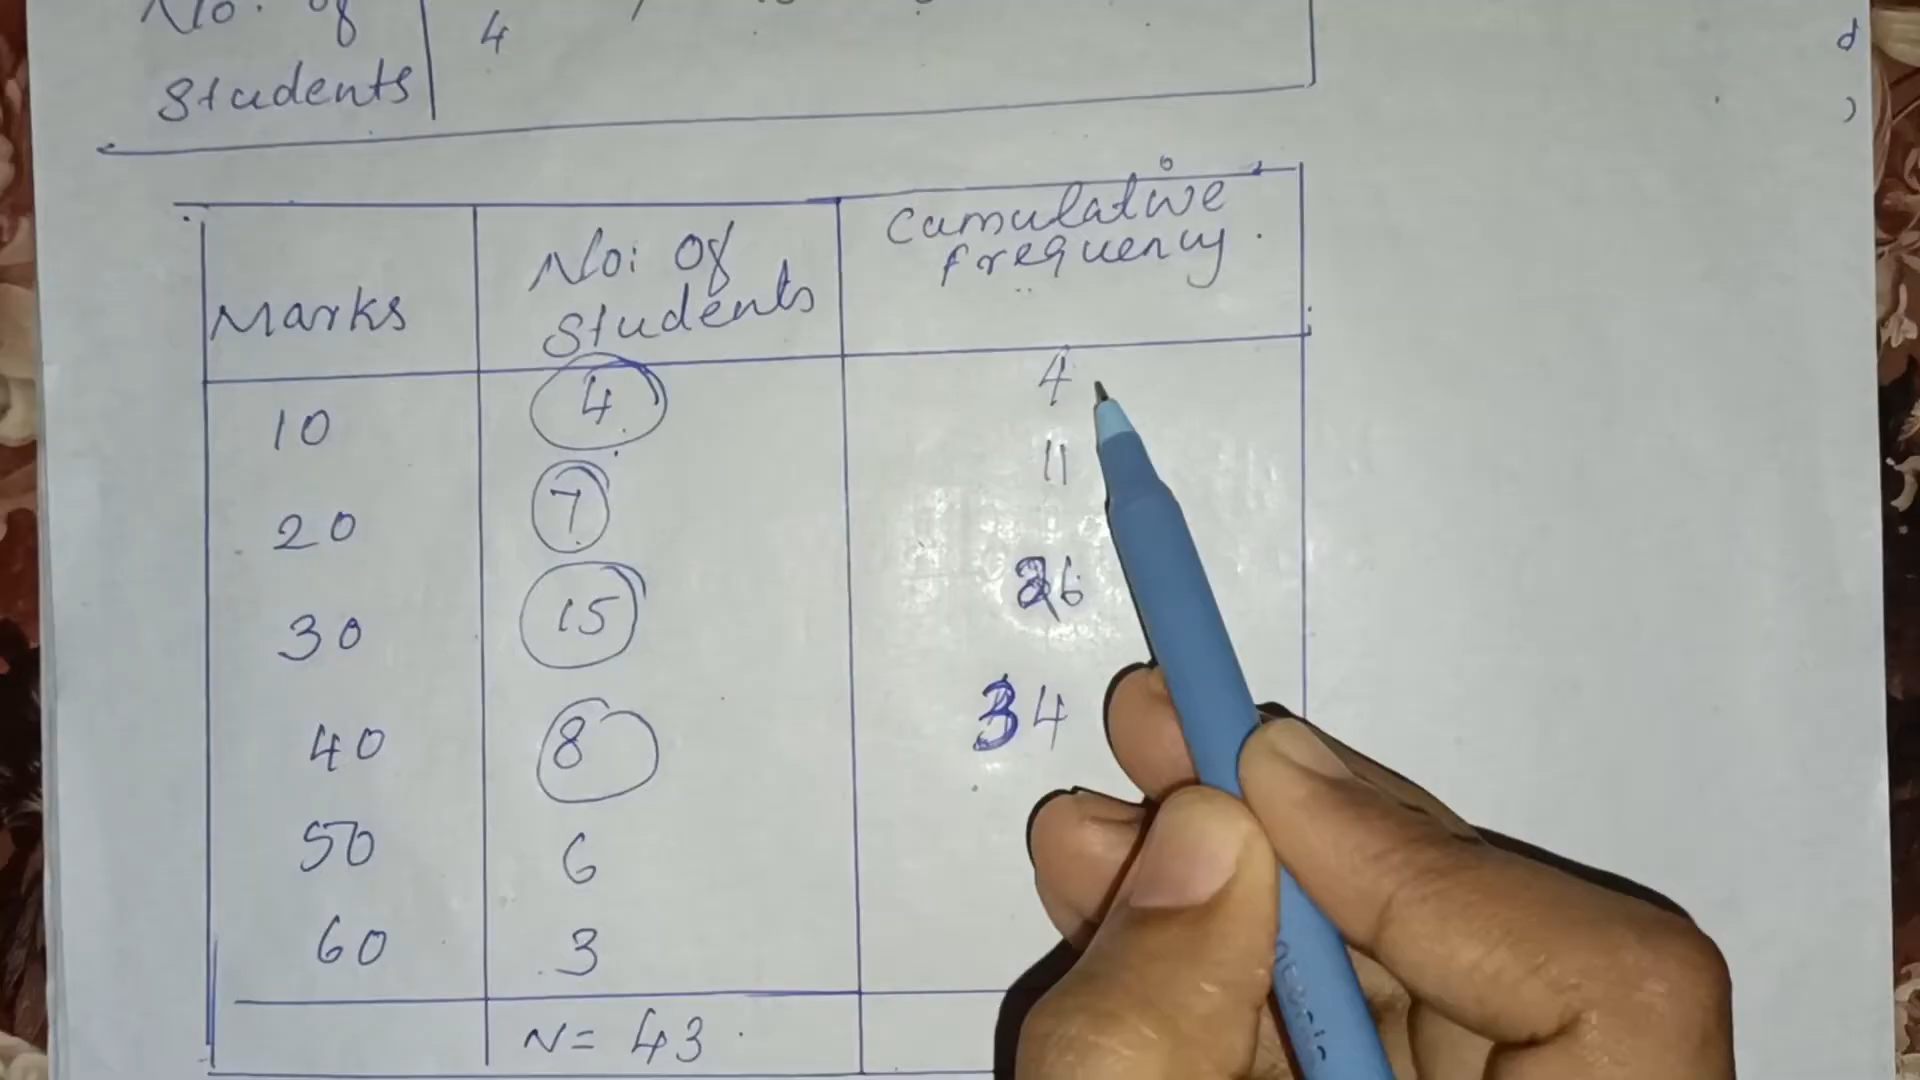 No. of
4
Students
Marks
No: Of
Students
Cumulative
frequency.
10 4 4
20 7 11
30 15 26
40 8 34
50 6
60 3
N = 43